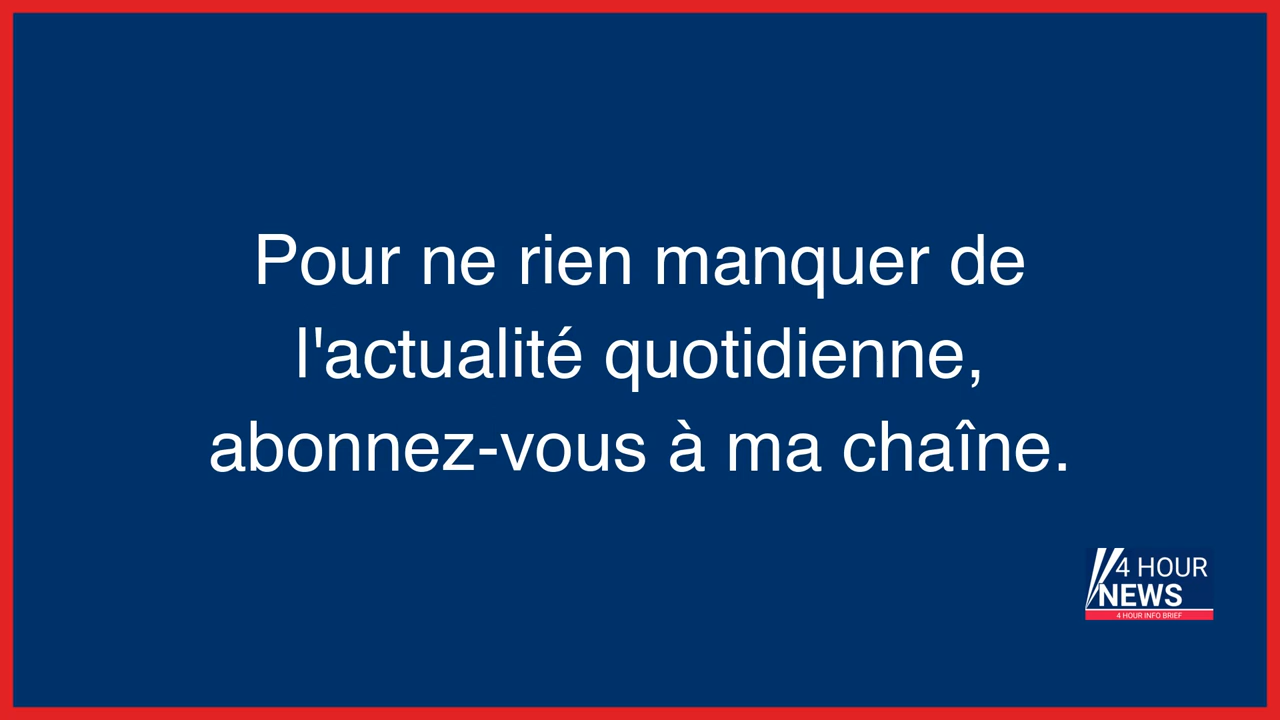 Pour ne rien manquer de
l'actualité quotidienne,
abonnez-vous à ma chaîne.
4 HOUR
NEWS
4 HOUR INFO BRIEF